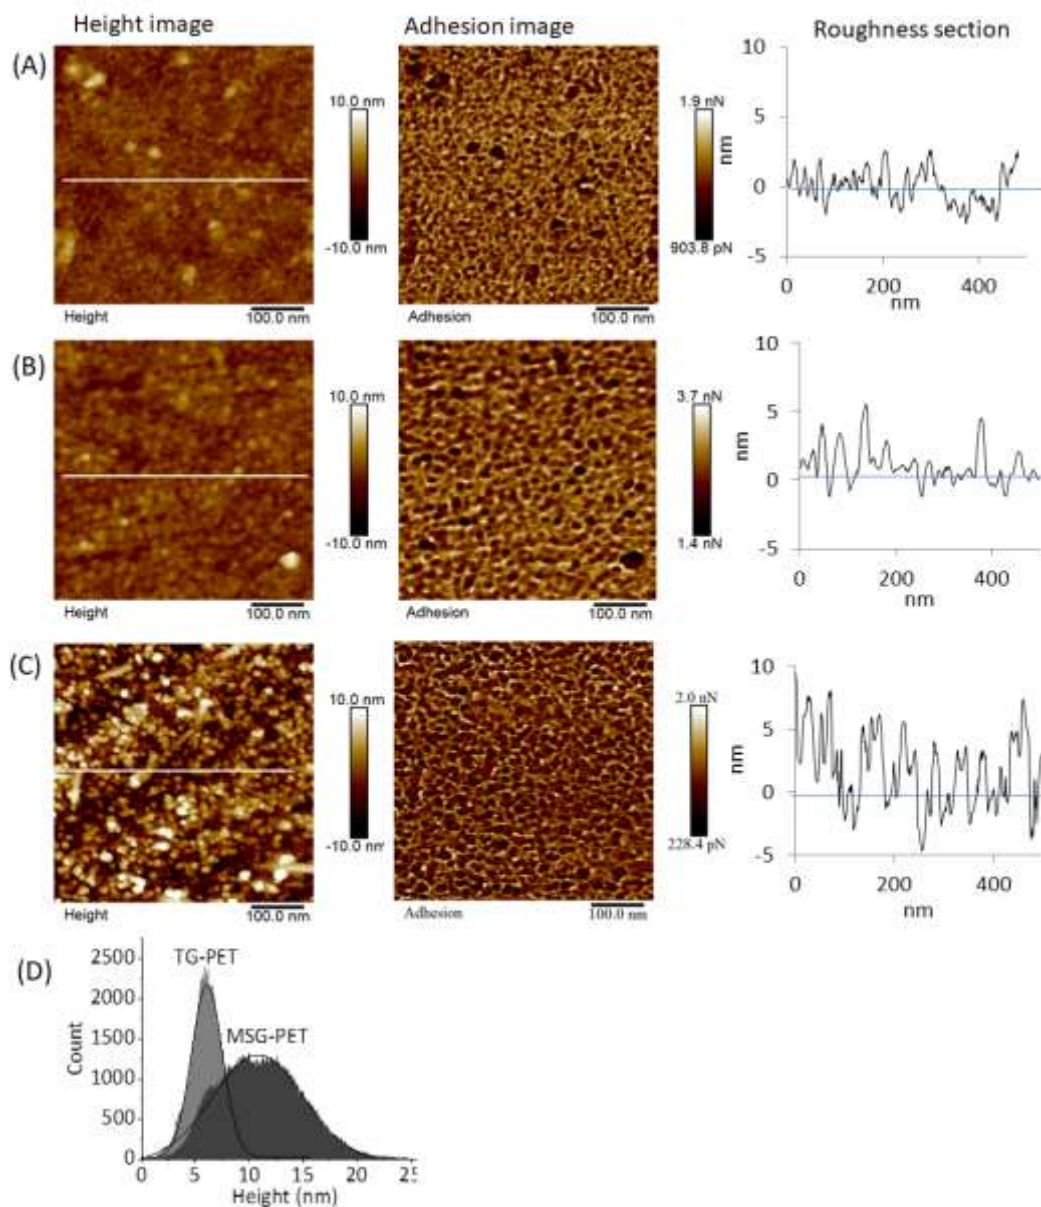 Height image Adhesion image Roughness section
(A)
10.0 nm
-10.0 nm
Height
100.0 nm
1.9 nN
903.8 pN
Adhesion
100.0 nm
10
5
0
-5
nm
0 200 400
nm
(B)
10.0 nm
-10.0 nm
Height
100.0 nm
3.7 nN
1.4 nN
Adhesion
100.0 nm
10
5
0
-5
nm
0 200 400
nm
(C)
10.0 nm
-10.0 nm
Height
100.0 nm
2.0 nN
228.4 pN
Adhesion
100.0 nm
10
5
0
-5
nm
0 200 400
nm
(D)
TG-PET
MSG-PET
2500
2000
1500
1000
500
0
Count
0 5 10 15 20 25
Height (nm)